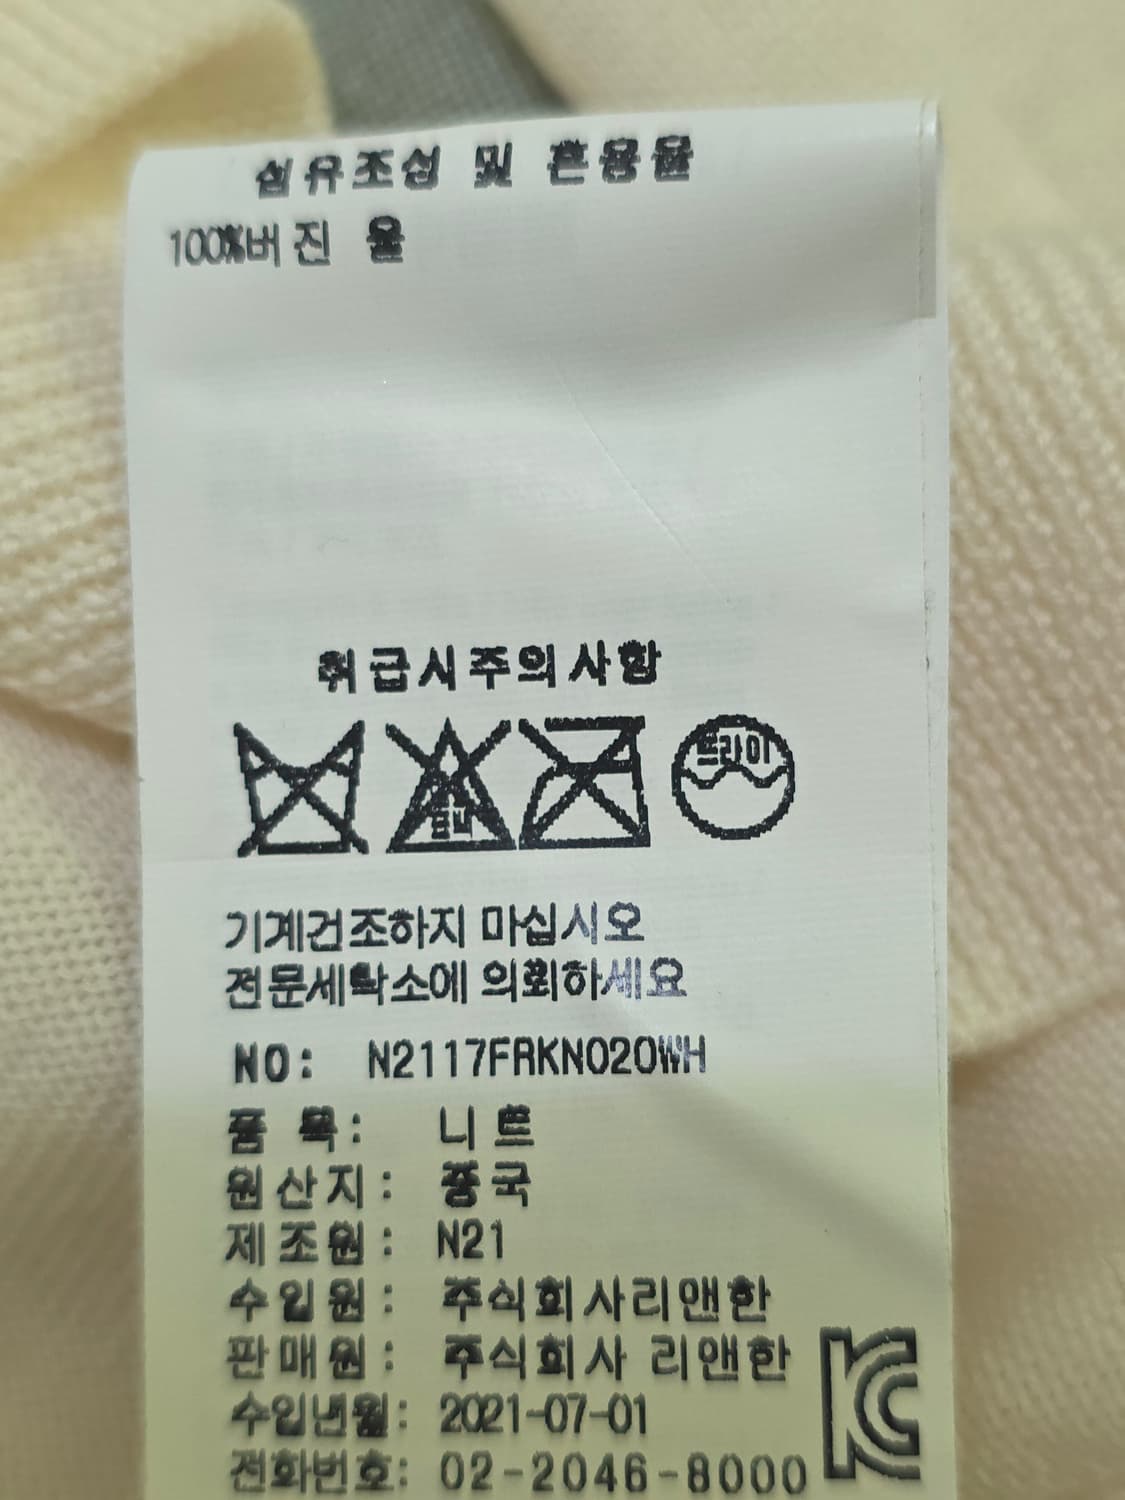 섬유조성 및 혼용율
100%버진 울
취급시주의사항
표백 드라이
기계건조하지 마십시오
전문세탁소에 의뢰하세요
NO: N2117FRKN020WH
품 목: 니트
원산지: 중국
제조원: N21
수입원: 주식회사리앤한
판매원: 주식회사 리앤한
수입년월: 2021-07-01
전화번호: 02-2046-8000